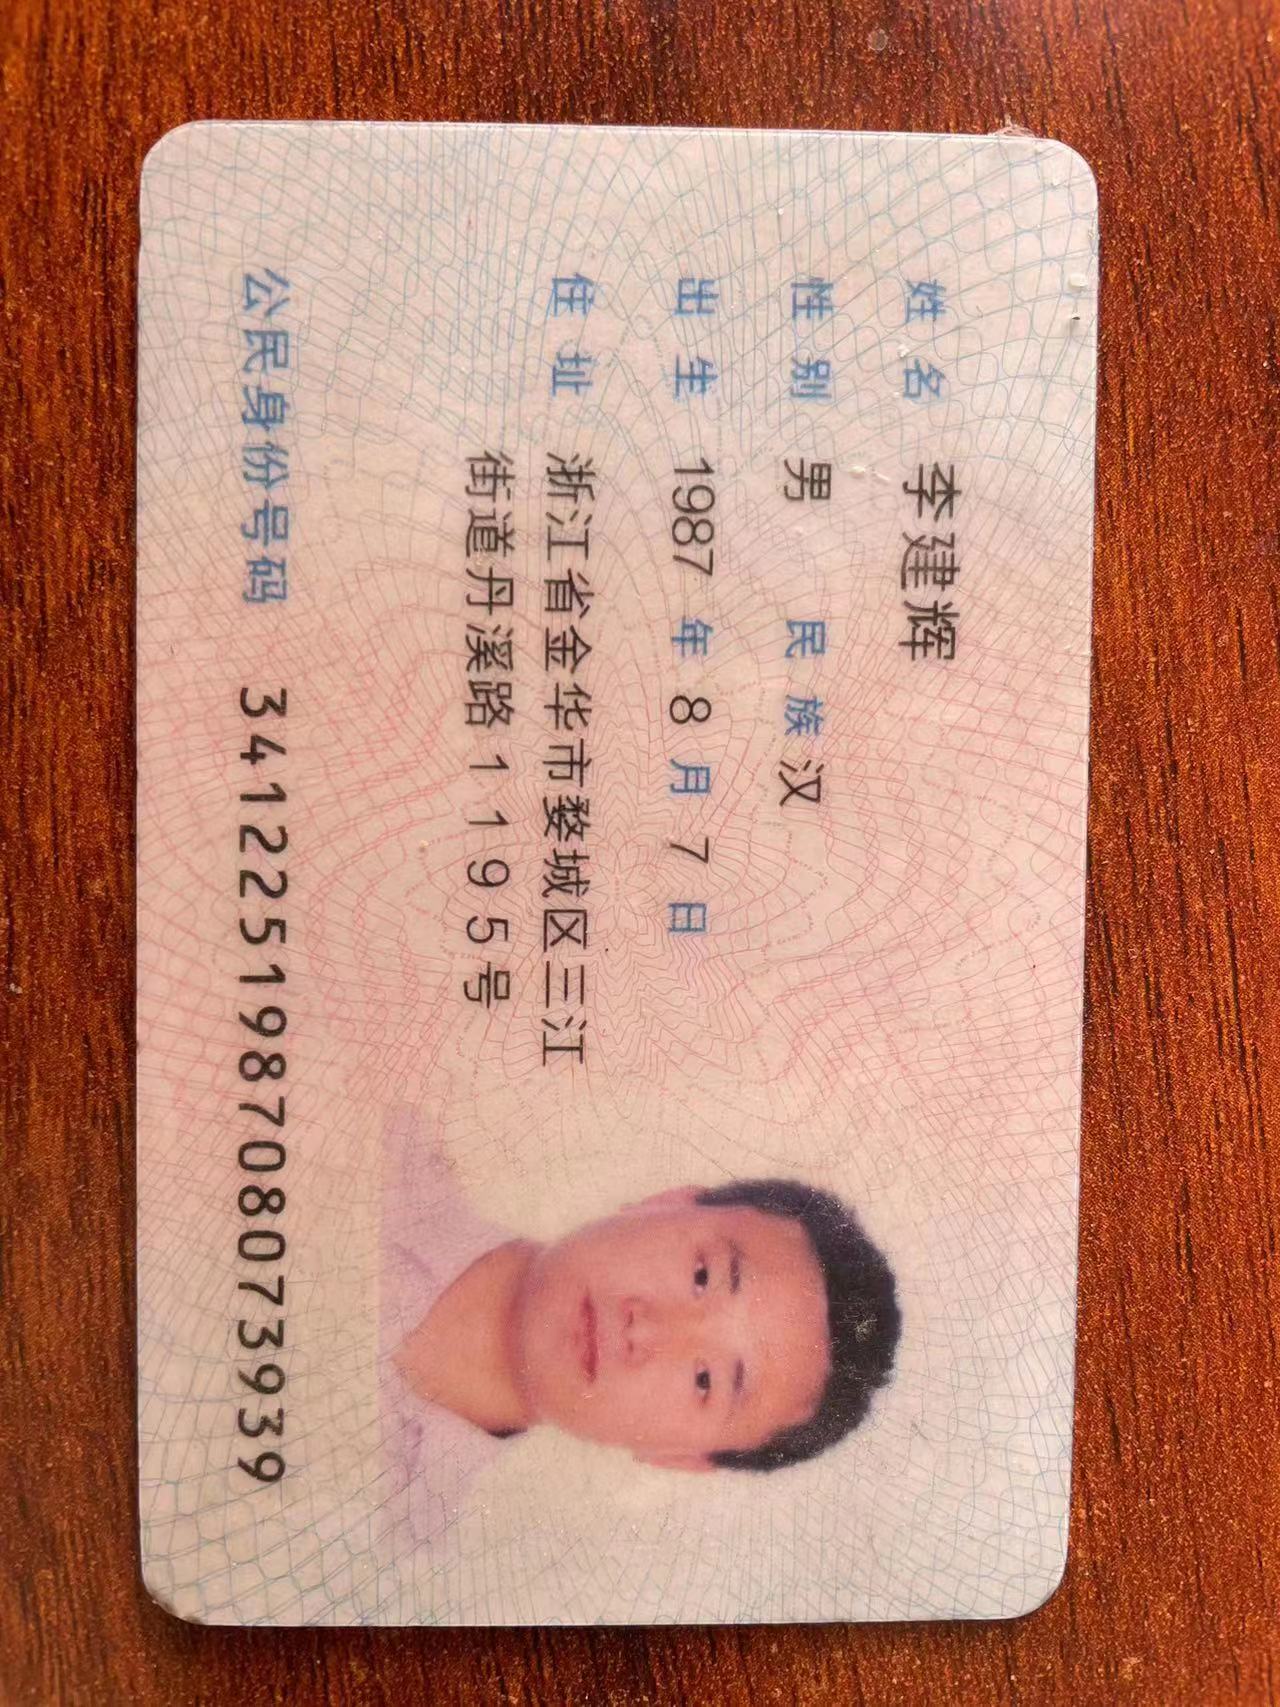 姓名 李建辉
性别 男 民族 汉
出生 1987 年 8 月 7 日
住址 浙江省金华市婺城区三江
街道丹溪路1195号
公民身份号码 341225198708073939